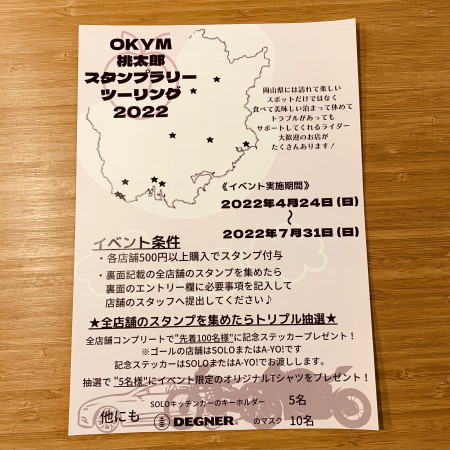 OKYM
桃太郎
スタンプラリー
ツーリング
2022
岡山県には訪れて楽しい
スポットだけではなく
食べて美味しい泊まって休めて
トラブルがあっても
サポートしてくれるライダー
大歓迎のお店が
たくさんあります！
《イベント実施期間》
2022年4月24日(日)
～
2022年7月31日(日)
イベント条件
・各店舗500円以上購入でスタンプ付与
・裏面記載の全店舗のスタンプを集めたら
裏面のエントリー欄に必要事項を記入して
店舗のスタッフへ提出してください♪
★全店舗のスタンプを集めたらトリプル抽選★
全店舗コンプリートで"先着100名様"に記念ステッカープレゼント！
※ゴールの店舗はSOLOまたはA-YO!です
記念ステッカーはSOLOまたはA-YO!でお渡しします。
抽選で "5名様"にイベント限定のオリジナルTシャツをプレゼント！
他にも
SOLOキッチンカーのキーホルダー 5名
DEGNER のマスク 10名